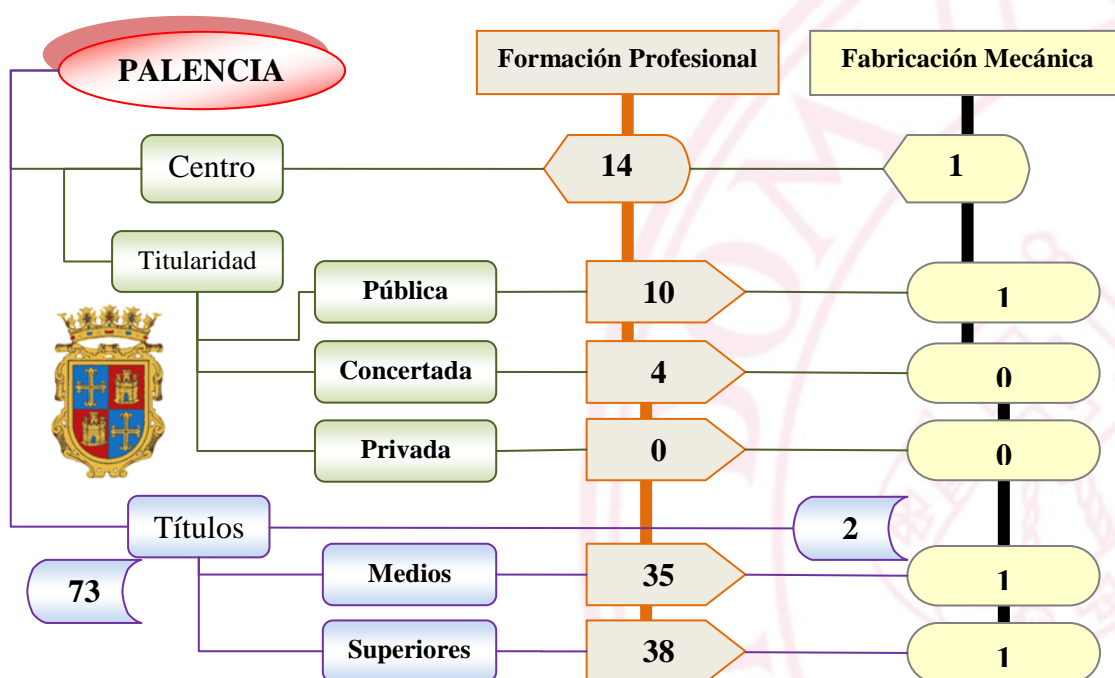 PALENCIA
Formación Profesional
Fabricación Mecánica
Centro
14
1
Titularidad
Pública
10
1
Concertada
4
0
Privada
0
0
Títulos
2
73
Medios
35
1
Superiores
38
1